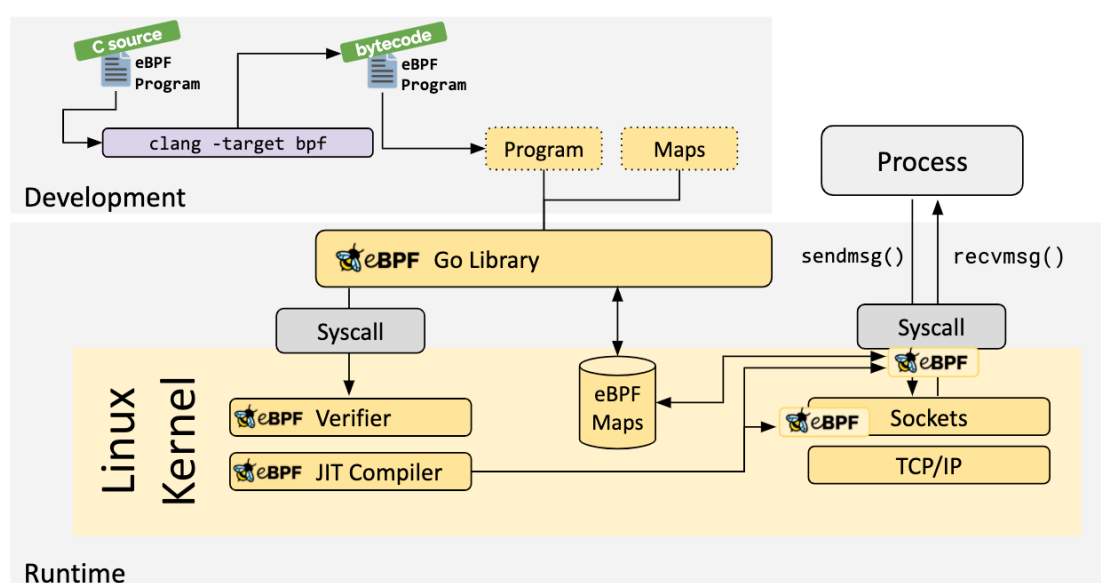 C source
eBPF
Program
bytecode
eBPF
Program
clang -target bpf
Program
Maps
Process
Development
eBPF Go Library
sendmsg()
recvmsg()
Syscall
Syscall
eBPF
Linux
Kernel
eBPF Verifier
eBPF
Maps
eBPF
Sockets
eBPF JIT Compiler
TCP/IP
Runtime